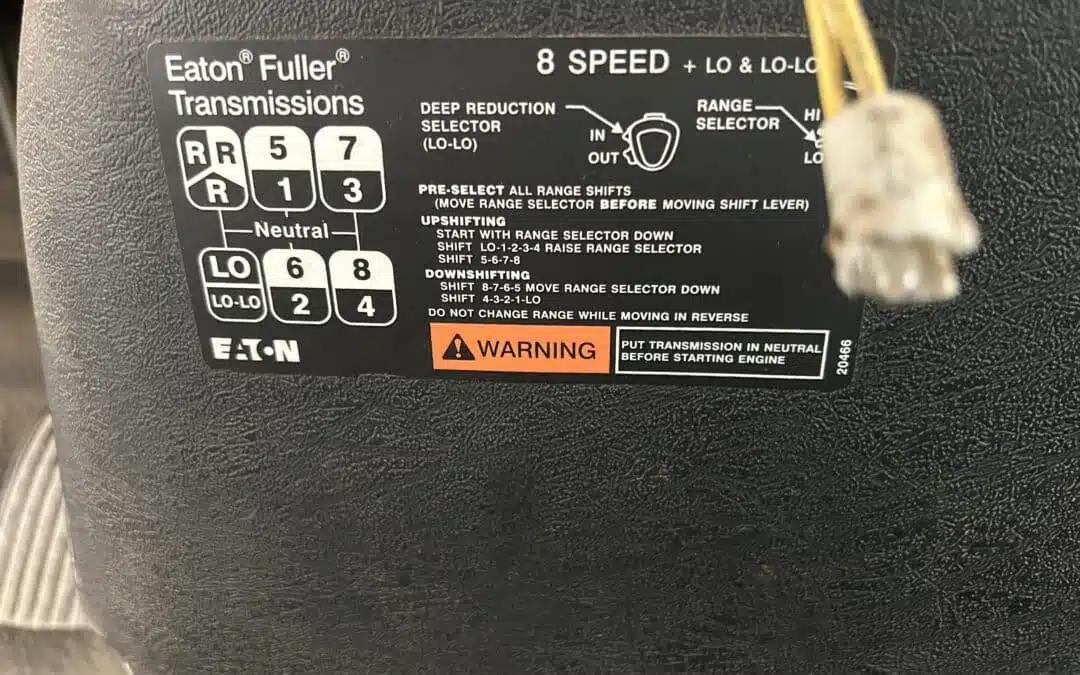 Eaton® Fuller®
Transmissions
8 SPEED + LO & LO-LO
DEEP REDUCTION
SELECTOR
(LO-LO)
IN
OUT
RANGE
SELECTOR
HI
LO
R R 5 7
R 1 3
Neutral
LO 6 8
LO-LO 2 4
EATON
PRE-SELECT ALL RANGE SHIFTS
(MOVE RANGE SELECTOR BEFORE MOVING SHIFT LEVER)
UPSHIFTING
START WITH RANGE SELECTOR DOWN
SHIFT LO-1-2-3-4 RAISE RANGE SELECTOR
SHIFT 5-6-7-8
DOWNSHIFTING
SHIFT 8-7-6-5 MOVE RANGE SELECTOR DOWN
SHIFT 4-3-2-1-LO
DO NOT CHANGE RANGE WHILE MOVING IN REVERSE
WARNING
PUT TRANSMISSION IN NEUTRAL
BEFORE STARTING ENGINE
20466